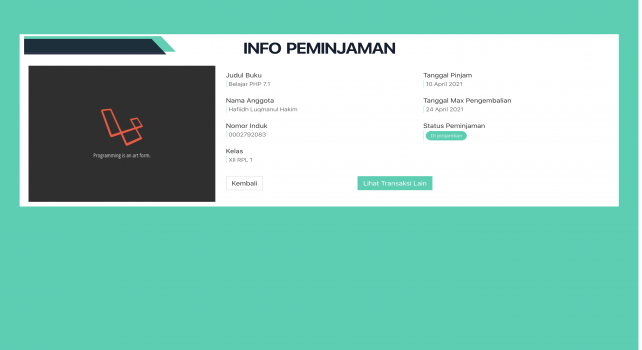 INFO PEMINJAMAN
Programming is an art form.
Judul Buku
Belajar PHP 7.1
Nama Anggota
Hafiidh Luqmanul Hakim
Nomor Induk
0002792083
Kelas
XII RPL 1
Tanggal Pinjam
10 April 2021
Tanggal Max Pengembalian
24 April 2021
Status Peminjaman
Kembali
Lihat Transaksi Lain